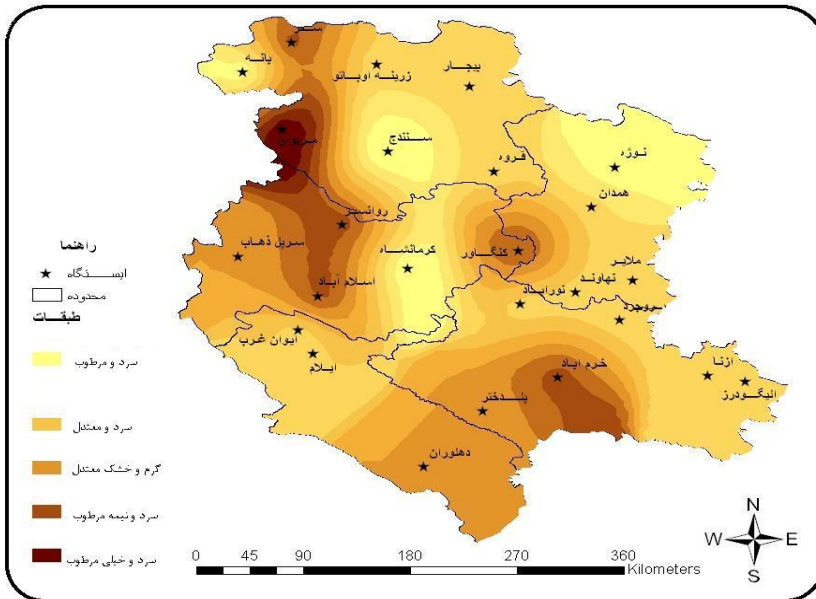 سقز
بانه
زرینه اوباتو
بیجار
مریوان
سنندج
قروه
نوژه
همدان
روانسر
سرپل ذهاب
کرمانشاه
کنگاور
اسلام آباد
ملایر
نهاوند
نورآباد
بروجرد
ایوان غرب
ایلام
خرم آباد
ازنا
الیگودرز
پلدختر
دهلوران
راهنما
ایستگاه
محدوده
طبقات
سرد و مرطوب
سرد و معتدل
گرم و خشک معتدل
سرد و نیمه مرطوب
سرد و خیلی مرطوب
N
W E
S
0 45 90 180 270 360
Kilometers